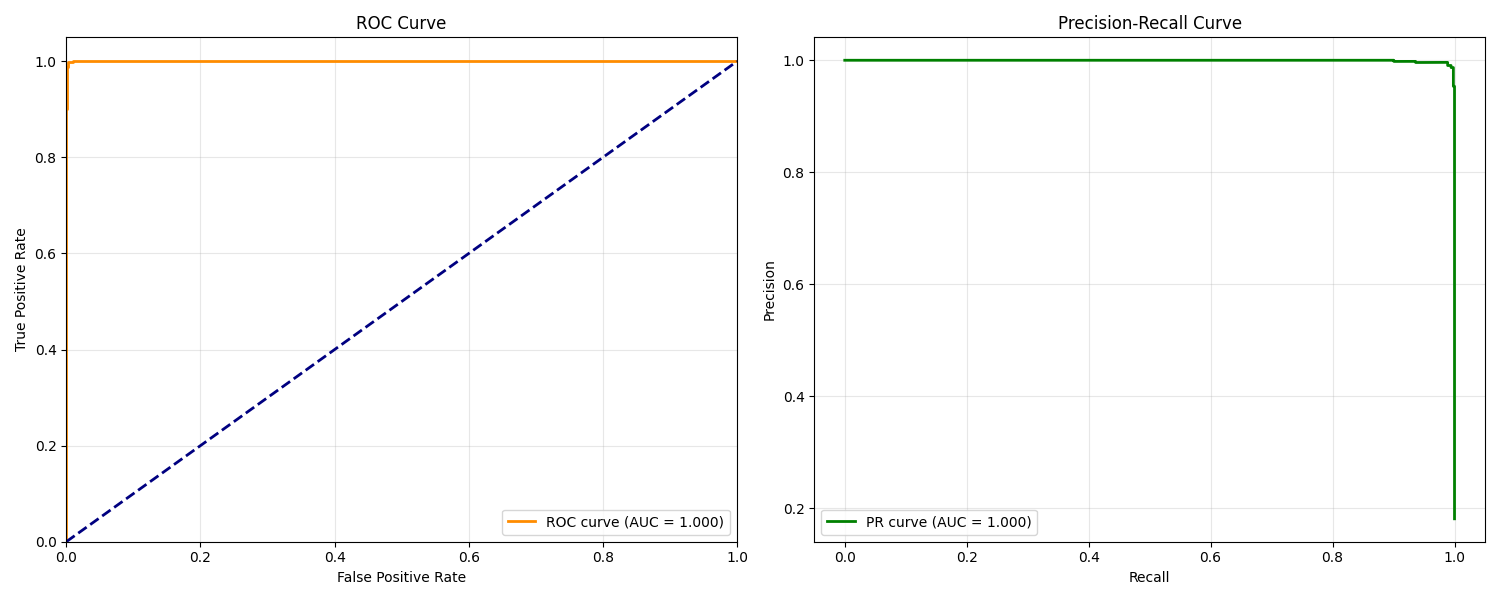 ROC Curve
True Positive Rate
1.0
0.8
0.6
0.4
0.2
0.0
ROC curve (AUC = 1.000)
0.0 0.2 0.4 0.6 0.8 1.0
False Positive Rate
Precision-Recall Curve
Precision
1.0
0.8
0.6
0.4
0.2
PR curve (AUC = 1.000)
0.0 0.2 0.4 0.6 0.8 1.0
Recall